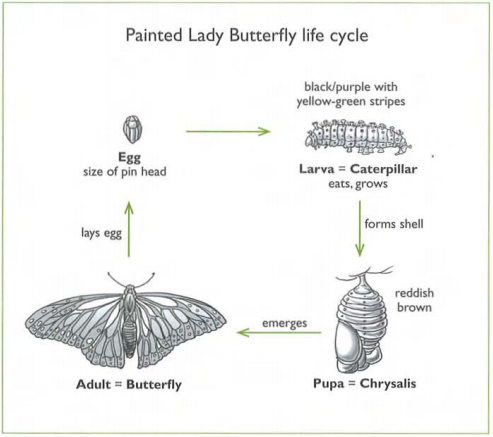 Painted Lady Butterfly life cycle
black/purple with
yellow-green stripes
Egg
size of pin head
Larva = Caterpillar
eats, grows
forms shell
lays egg
reddish
brown
emerges
Adult = Butterfly
Pupa = Chrysalis